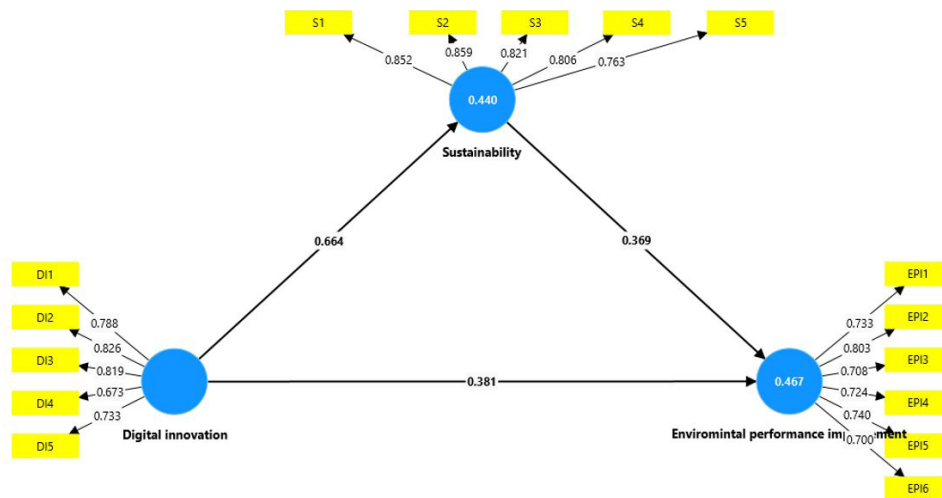 S1 S2 S3 S4 S5
0.852 0.859 0.821 0.806 0.763
0.440
Sustainability
0.664 0.369
DI1
DI2
DI3
DI4
DI5
0.788
0.826
0.819
0.673
0.733
Digital innovation
0.381
0.467
Enviromintal performance
0.733
0.803
0.708
0.724
0.740
0.700
EPI1
EPI2
EPI3
EPI4
EPI5
EPI6